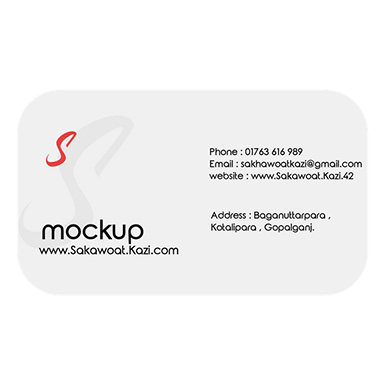 S
Phone : 01763 616 989
Email : sakhawoatkazi@gmail.com
website : www.Sakawoat.Kazi.42
Address : Baganuttarpara ,
Kotalipara , Gopalganj.
mockup
www.Sakawoat.Kazi.com